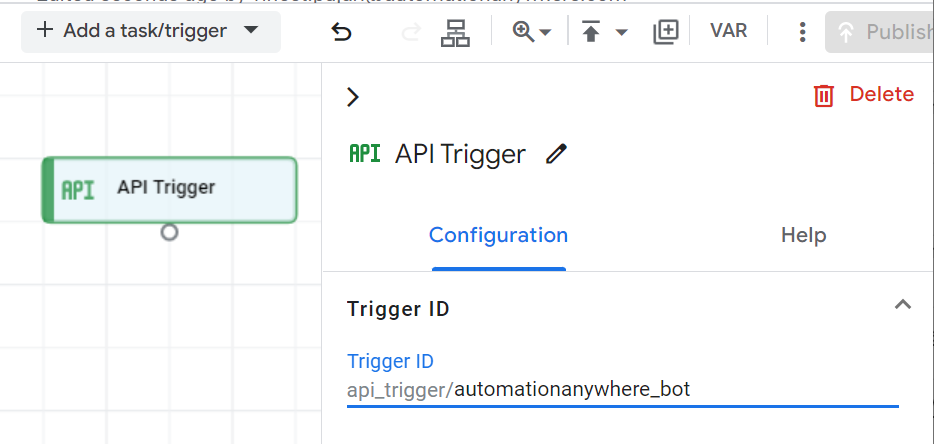 Add a task/trigger
VAR
Publish
Delete
API API Trigger
API API Trigger
Configuration Help
Trigger ID
Trigger ID
api_trigger/automationanywhere_bot